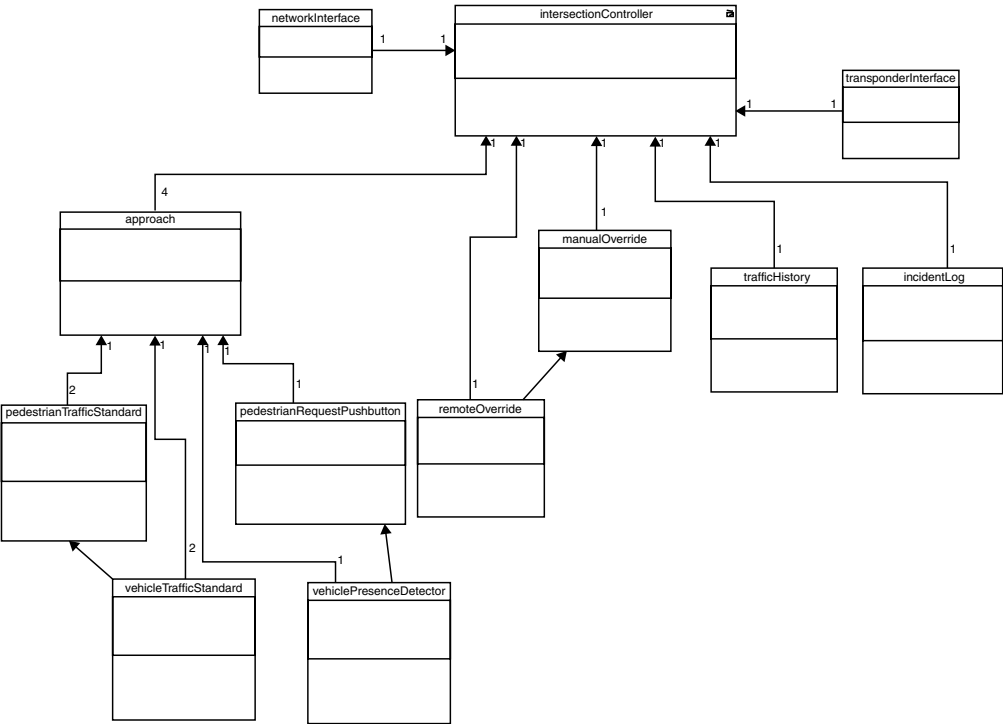 networkInterface
intersectionController
1
1
transponderInterface
1
1
1
1
1
1
1
4
approach
1
manualOverride
1
trafficHistory
1
incidentLog
1
1
1
1
2
1
1
pedestrianTrafficStandard
pedestrianRequestPushbutton
remoteOverride
2
1
vehicleTrafficStandard
vehiclePresenceDetector